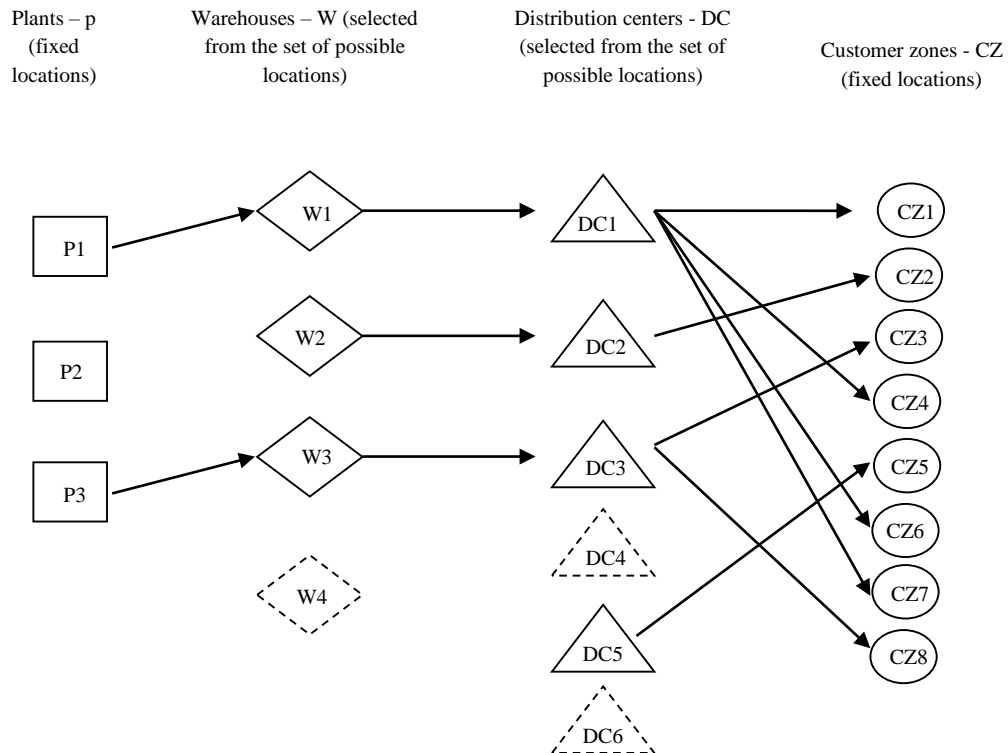 Plants – p
(fixed
locations)
Warehouses – W (selected
from the set of possible
locations)
Distribution centers - DC
(selected from the set of
possible locations)
Customer zones - CZ
(fixed locations)
P1
P2
P3
W1
W2
W3
W4
DC1
DC2
DC3
DC4
DC5
DC6
CZ1
CZ2
CZ3
CZ4
CZ5
CZ6
CZ7
CZ8